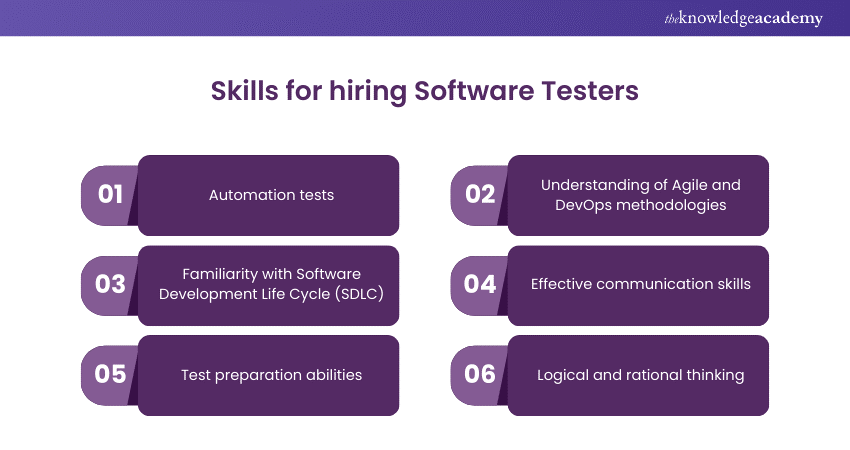 theknowledgeacademy
Skills for hiring Software Testers
01
Automation tests
02
Understanding of Agile and
DevOps methodologies
03
Familiarity with Software
Development Life Cycle (SDLC)
04
Effective communication skills
05
Test preparation abilities
06
Logical and rational thinking